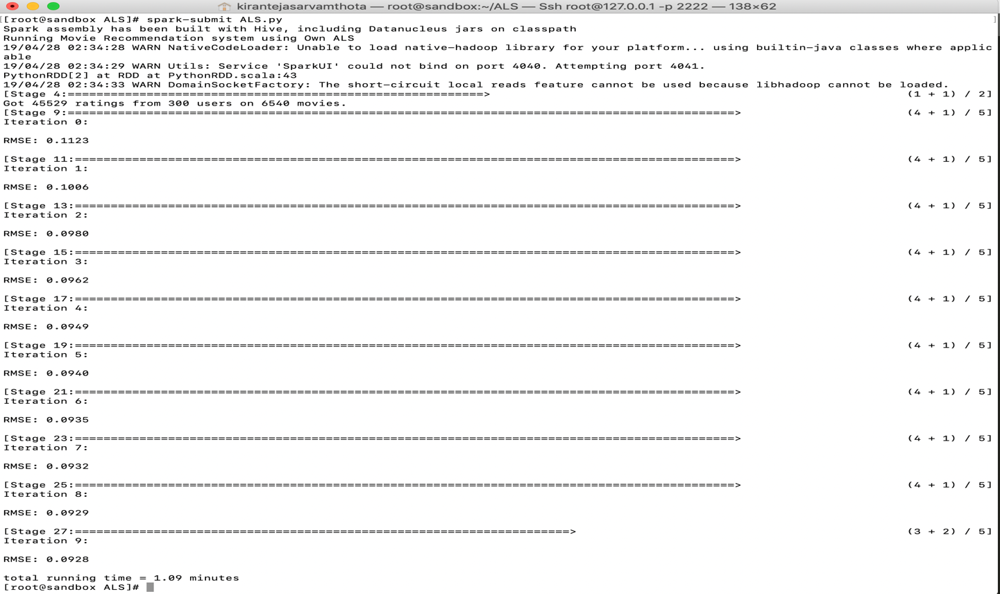 kirantejasarvamthota — root@sandbox:~/ALS — Ssh root@127.0.0.1 -p 2222 — 138×62
[[root@sandbox ALS]# spark-submit ALS.py ]
Spark assembly has been built with Hive, including Datanucleus jars on classpath
Running Movie Recommendation system using Own ALS
19/04/28 02:34:28 WARN NativeCodeLoader: Unable to load native-hadoop library for your platform... using builtin-java classes where applic
able
19/04/28 02:34:29 WARN Utils: Service 'SparkUI' could not bind on port 4040. Attempting port 4041.
PythonRDD[2] at RDD at PythonRDD.scala:43
19/04/28 02:34:33 WARN DomainSocketFactory: The short-circuit local reads feature cannot be used because libhadoop cannot be loaded.
[Stage 4:==========================================================> (1 + 1) / 2]
Got 45529 ratings from 300 users on 6540 movies.
[Stage 9:=============================================================================================> (4 + 1) / 5]
Iteration 0:
RMSE: 0.1123
[Stage 11:============================================================================================> (4 + 1) / 5]
Iteration 1:
RMSE: 0.1006
[Stage 13:============================================================================================> (4 + 1) / 5]
Iteration 2:
RMSE: 0.0980
[Stage 15:============================================================================================> (4 + 1) / 5]
Iteration 3:
RMSE: 0.0962
[Stage 17:============================================================================================> (4 + 1) / 5]
Iteration 4:
RMSE: 0.0949
[Stage 19:============================================================================================> (4 + 1) / 5]
Iteration 5:
RMSE: 0.0940
[Stage 21:============================================================================================> (4 + 1) / 5]
Iteration 6:
RMSE: 0.0935
[Stage 23:============================================================================================> (4 + 1) / 5]
Iteration 7:
RMSE: 0.0932
[Stage 25:============================================================================================> (4 + 1) / 5]
Iteration 8:
RMSE: 0.0929
[Stage 27:=====================================================================> (3 + 2) / 5]
Iteration 9:
RMSE: 0.0928
total running time = 1.09 minutes
[root@sandbox ALS]#